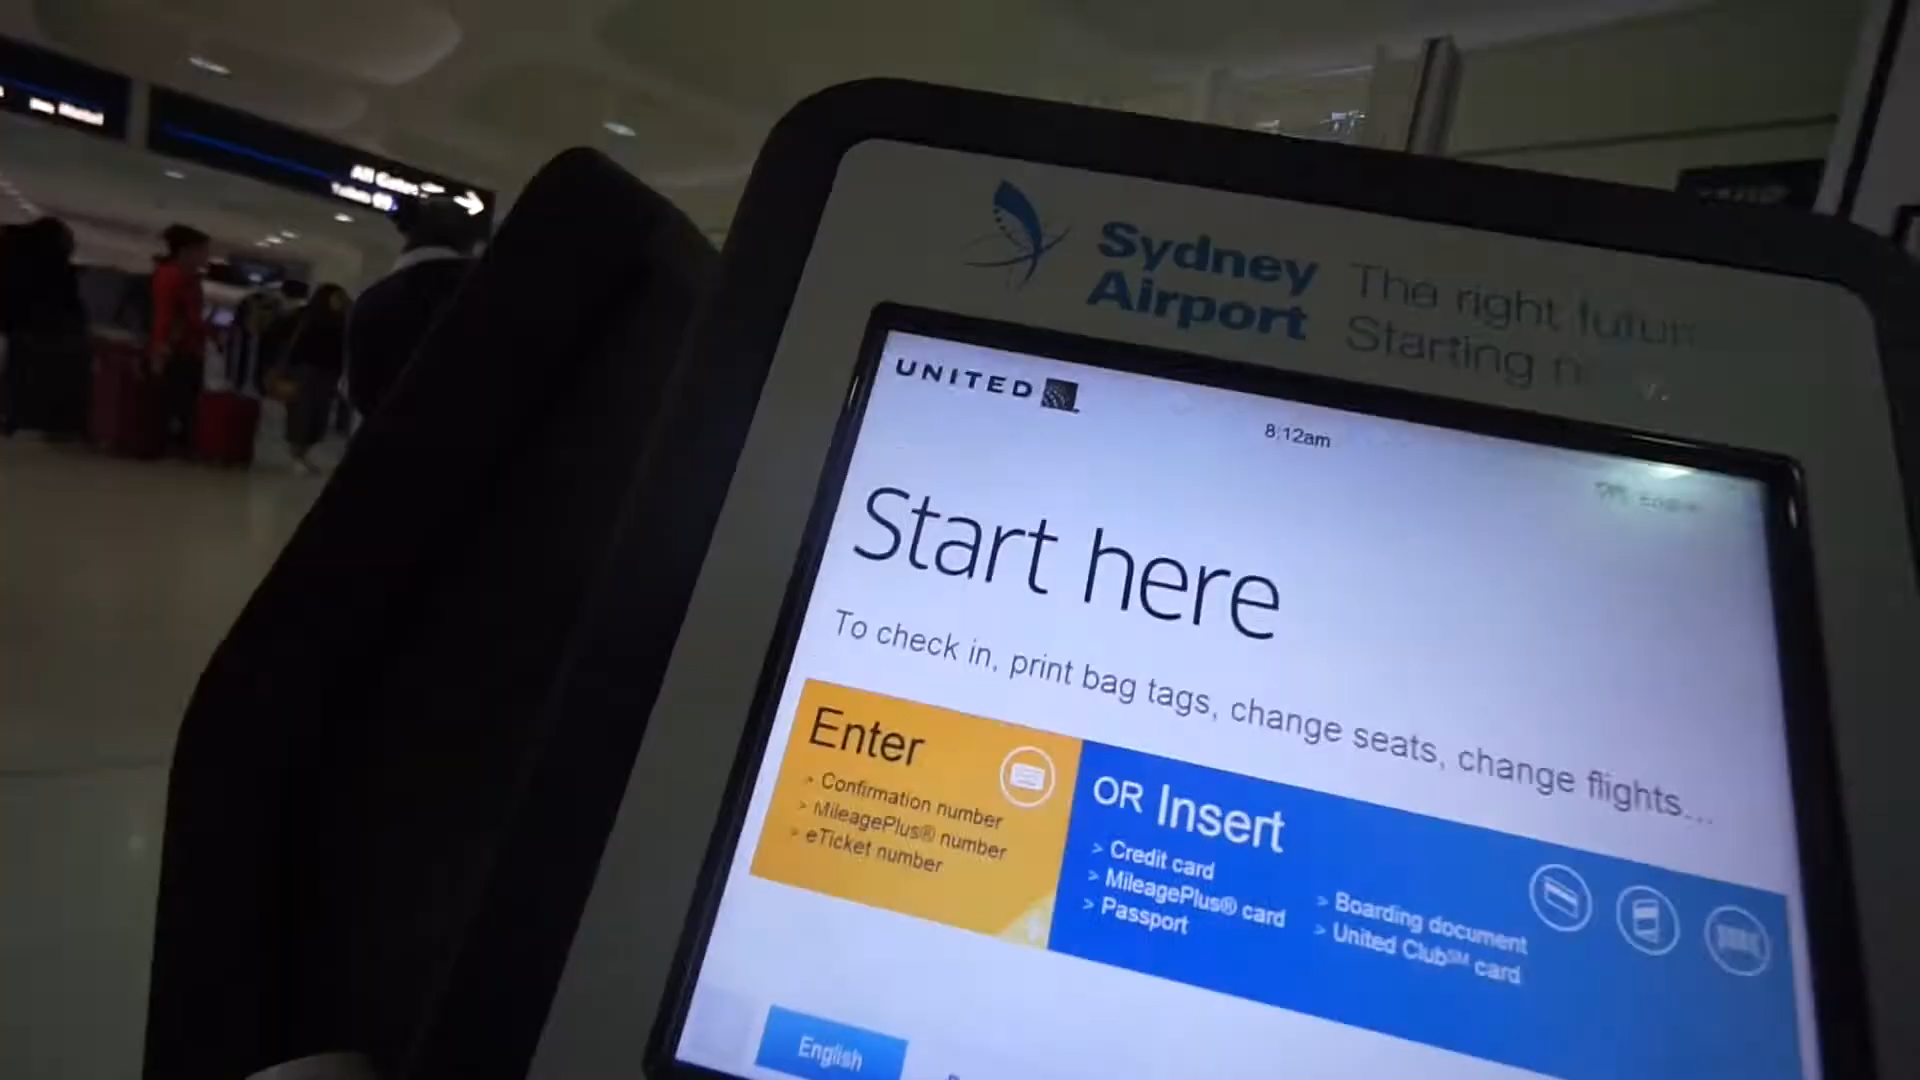 All Gates
Sydney
Airport
The right
Starting
UNITED
8:12am
Start here
To check in, print bag tags, change seats, change flights...
Enter
> Confirmation number
> MileagePlus® number
> eTicket number
OR Insert
> Credit card
> MileagePlus® card
> Passport
> Boarding document
> United Club℠ card
English